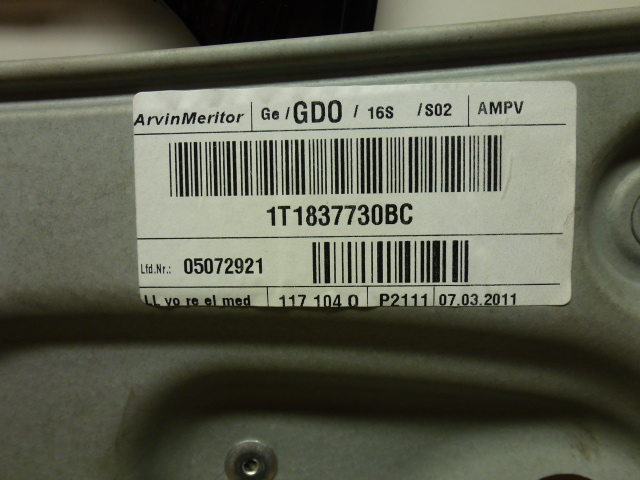 ArvinMeritor Ge / GDO / 16S /S02 AMPV
1T1837730BC
Lfd.Nr.: 05072921
LL vo re el med 117 104 0 P2111 07.03.2011